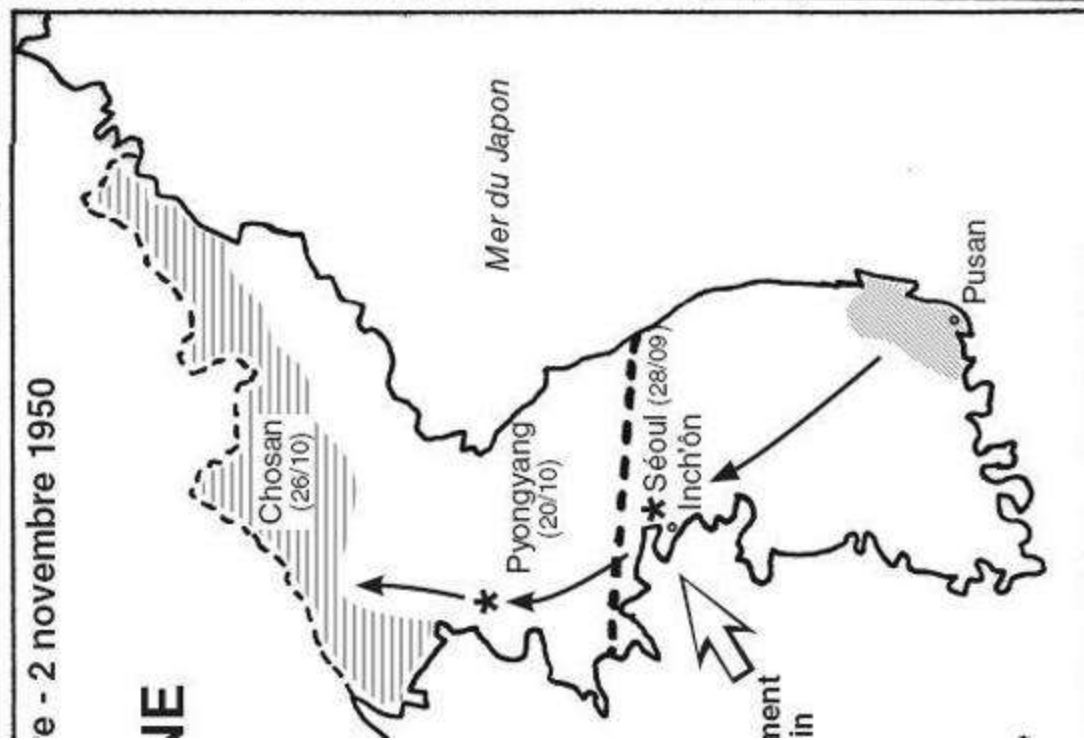 re - 2 novembre 1950
NE
Mer du Japon
Chosan
(26/10)
Pyongyang
(20/10)
Séoul (28/09)
Inch'ôn
Pusan
ment
in